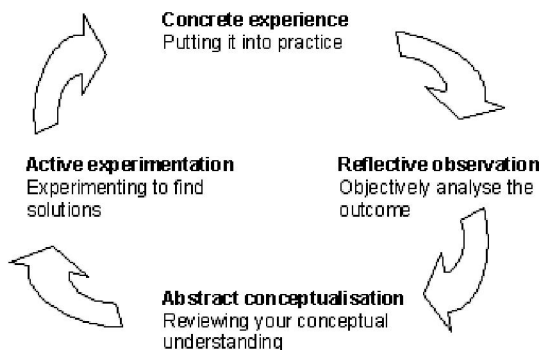 Concrete experience
Putting it into practice
Active experimentation
Experimenting to find
solutions
Reflective observation
Objectively analyse the
outcome
Abstract conceptualisation
Reviewing your conceptual
understanding